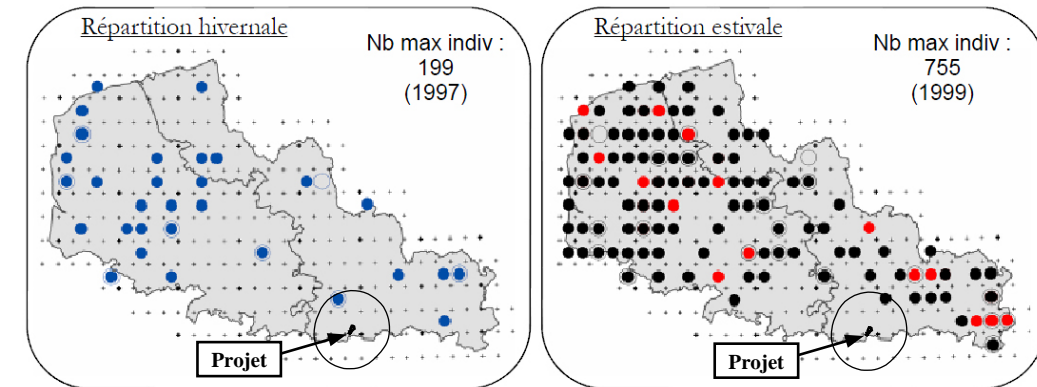 Répartition hivernale
Nb max indiv :
199
(1997)
Projet
Répartition estivale
Nb max indiv :
755
(1999)
Projet